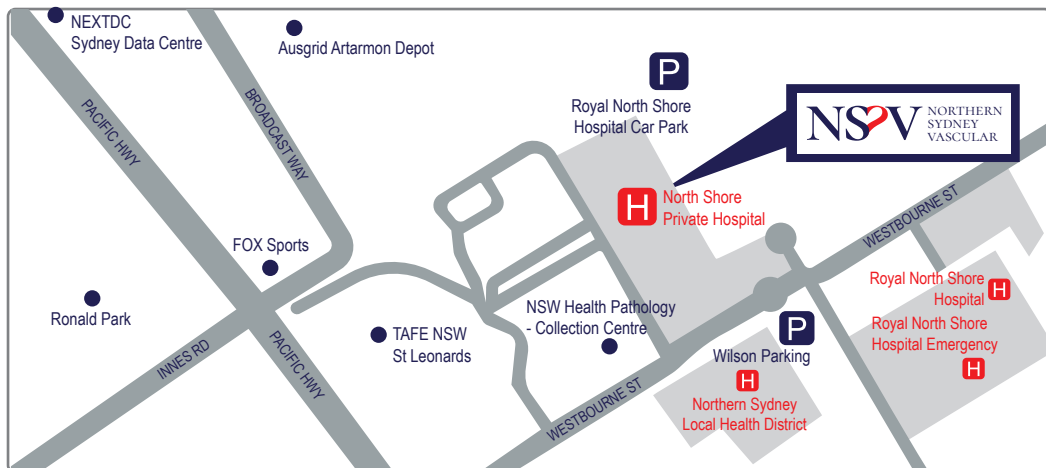 NEXTDC
Sydney Data Centre
Ausgrid Artarmon Depot
PACIFIC HWY
BROADCAST WAY
P
Royal North Shore
Hospital Car Park
NSV
NORTHERN
SYDNEY
VASCULAR
H
North Shore
Private Hospital
WESTBOURNE ST
FOX Sports
Ronald Park
INNES RD
PACIFIC HWY
TAFE NSW
St Leonards
NSW Health Pathology
- Collection Centre
WESTBOURNE ST
P
Wilson Parking
H
Northern Sydney
Local Health District
Royal North Shore
Hospital
H
Royal North Shore
Hospital Emergency
H